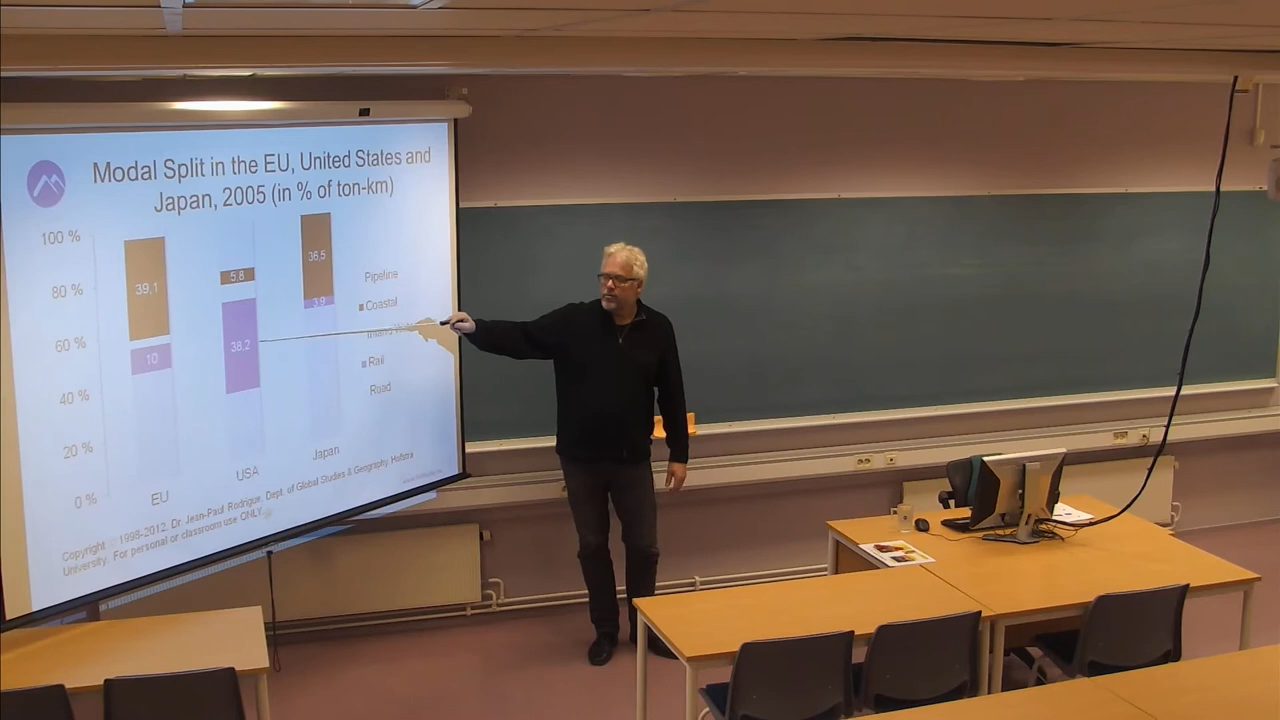 Modal Split in the EU, United States and
Japan, 2005 (in % of ton-km)
100 %
80 %
60 %
40 %
20 %
0 %
39,1
10
5,8
38,2
36,5
3,9
EU
USA
Japan
Pipeline
Coastal
Inland
Rail
Road
Copyright © 1998-2012, Dr. Jean-Paul Rodrigue, Dept. of Global Studies & Geography, Hofstra
University. For personal or classroom use ONLY.